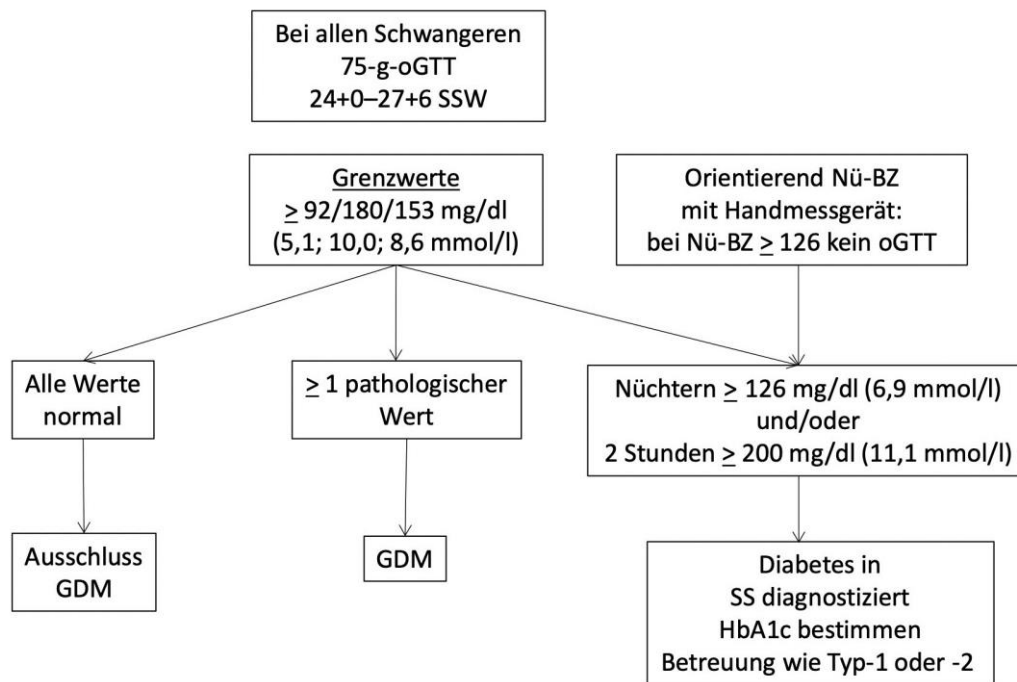 Bei allen Schwangeren
75-g-oGTT
24+0–27+6 SSW
Grenzwerte
≥ 92/180/153 mg/dl
(5,1; 10,0; 8,6 mmol/l)
Orientierend Nü-BZ
mit Handmessgerät:
bei Nü-BZ ≥ 126 kein oGTT
Alle Werte
normal
≥ 1 pathologischer
Wert
Nüchtern ≥ 126 mg/dl (6,9 mmol/l)
und/oder
2 Stunden ≥ 200 mg/dl (11,1 mmol/l)
Ausschluss
GDM
GDM
Diabetes in
SS diagnostiziert
HbA1c bestimmen
Betreuung wie Typ-1 oder -2